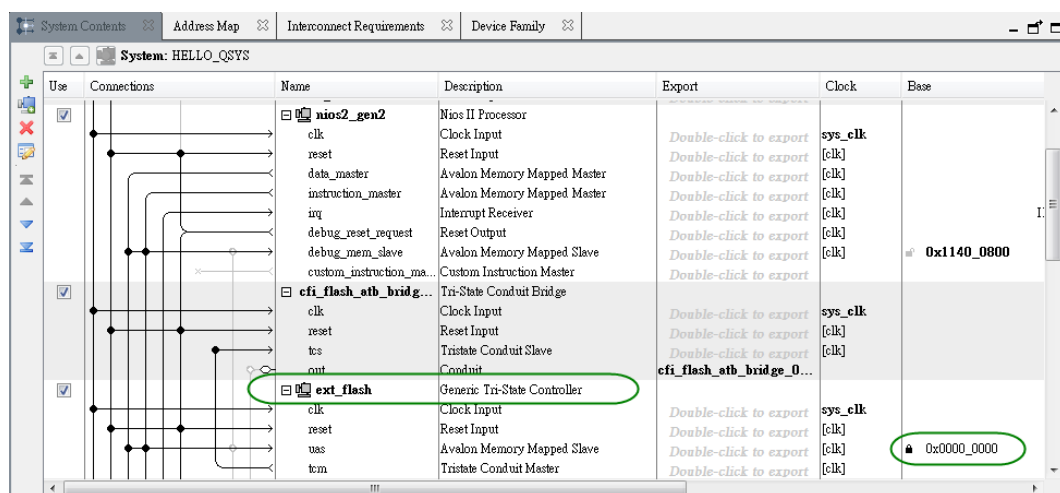 System Contents Address Map Interconnect Requirements Device Family
System: HELLO_QSYS
Use Connections Name Description Export Clock Base
nios2_gen2 Nios II Processor
clk Clock Input Double-click to export sys_clk
reset Reset Input Double-click to export [clk]
data_master Avalon Memory Mapped Master Double-click to export [clk]
instruction_master Avalon Memory Mapped Master Double-click to export [clk]
irq Interrupt Receiver Double-click to export [clk]
debug_reset_request Reset Output Double-click to export [clk]
debug_mem_slave Avalon Memory Mapped Slave Double-click to export [clk] 0x1140_0800
custom_instruction_ma... Custom Instruction Master Double-click to export
cfi_flash_atb_bridg... Tri-State Conduit Bridge
clk Clock Input Double-click to export sys_clk
reset Reset Input Double-click to export [clk]
tcs Tristate Conduit Slave Double-click to export [clk]
out Conduit cfi_flash_atb_bridge_0...
ext_flash Generic Tri-State Controller
clk Clock Input Double-click to export sys_clk
reset Reset Input Double-click to export [clk]
uas Avalon Memory Mapped Slave Double-click to export [clk] 0x0000_0000
tcm Tristate Conduit Master Double-click to export [clk]